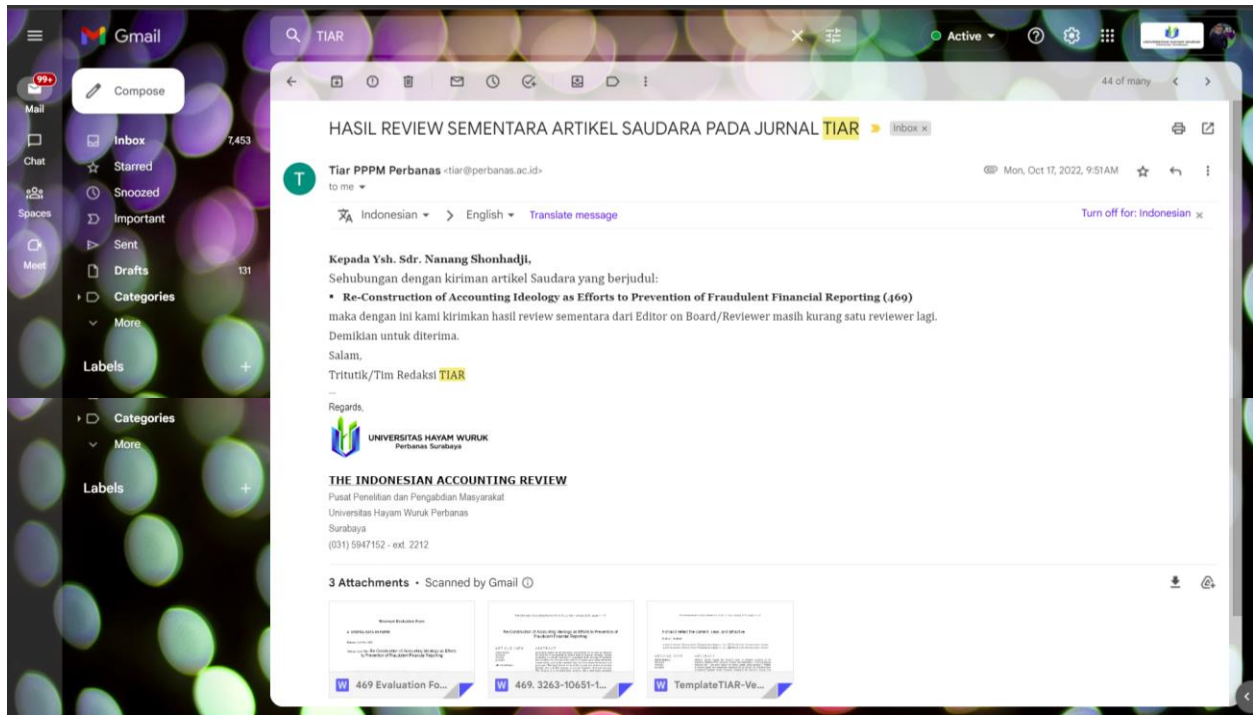 Gmail
TIAR
Active
99+
Mail
Compose
44 of many
Inbox 7,453
Chat
Starred
Snoozed
Spaces
Important
Sent
Meet
Drafts 131
Categories
More
Labels
HASIL REVIEW SEMENTARA ARTIKEL SAUDARA PADA JURNAL TIAR Inbox ×
T
Tiar PPPM Perbanas <tiar@perbanas.ac.id>
to me
Mon, Oct 17, 2022, 9:51 AM
Indonesian > English Translate message
Turn off for: Indonesian ×
Kepada Ysh. Sdr. Nanang Shonhadji,
Sehubungan dengan kiriman artikel Saudara yang berjudul:
• Re-Construction of Accounting Ideology as Efforts to Prevention of Fraudulent Financial Reporting (469)
maka dengan ini kami kirimkan hasil review sementara dari Editor on Board/Reviewer masih kurang satu reviewer lagi.
Demikian untuk diterima.
Salam,
Tritutik/Tim Redaksi TIAR
--
Regards,
UNIVERSITAS HAYAM WURUK
Perbanas Surabaya
THE INDONESIAN ACCOUNTING REVIEW
Pusat Penelitian dan Pengabdian Masyarakat
Universitas Hayam Wuruk Perbanas
Surabaya
(031) 5947152 - ext. 2212
Categories
More
Labels
3 Attachments • Scanned by Gmail
W 469 Evaluation Fo...
W 469. 3263-10651-1...
W TemplateTIAR-Ve...